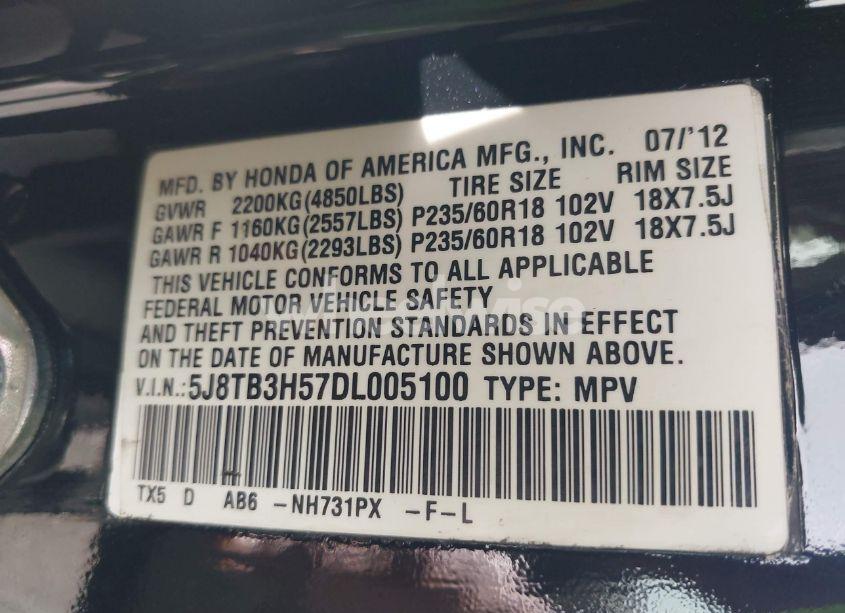 MFD. BY HONDA OF AMERICA MFG., INC. 07/'12
GVWR 2200KG(4850LBS) TIRE SIZE RIM SIZE
GAWR F 1160KG(2557LBS) P235/60R18 102V 18X7.5J
GAWR R 1040KG(2293LBS) P235/60R18 102V 18X7.5J
THIS VEHICLE CONFORMS TO ALL APPLICABLE
FEDERAL MOTOR VEHICLE SAFETY
AND THEFT PREVENTION STANDARDS IN EFFECT
ON THE DATE OF MANUFACTURE SHOWN ABOVE.
V.I.N.:5J8TB3H57DL005100 TYPE: MPV
TX5 D AB6 -NH731PX -F-L